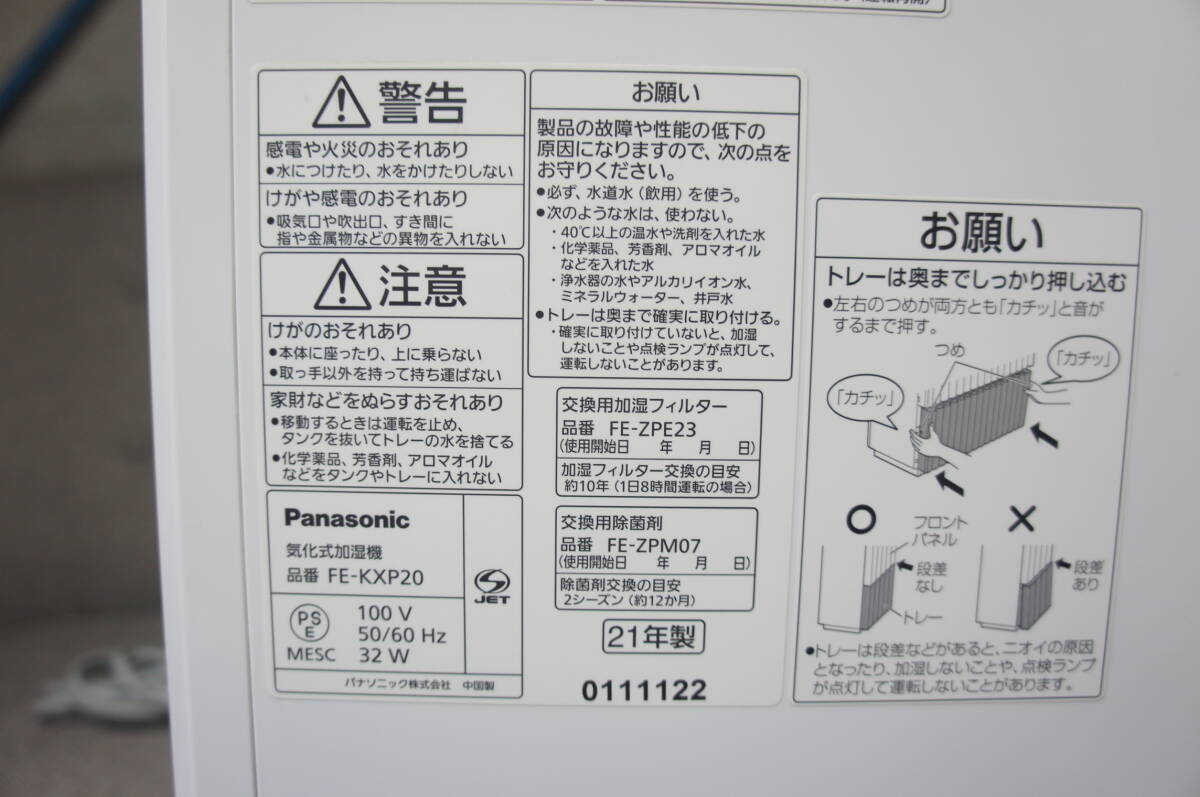 警告
感電や火災のおそれあり
●水につけたり、水をかけたりしない
けがや感電のおそれあり
●吸気口や吹出口、すき間に
指や金属物などの異物を入れない
注意
けがのおそれあり
●本体に座ったり、上に乗らない
●取っ手以外を持って持ち運ばない
家財などをぬらすおそれあり
●移動するときは運転を止め、
タンクを抜いてトレーの水を捨てる
●化学薬品、芳香剤、アロマオイル
などをタンクやトレーに入れない
Panasonic
気化式加湿機
品番 FE-KXP20
JET
PS
E
MESC
100 V
50/60 Hz
32 W
パナソニック株式会社 中国製
お願い
製品の故障や性能の低下の
原因になりますので、次の点を
お守りください。
●必ず、水道水（飲用）を使う。
●次のような水は、使わない。
・40℃以上の温水や洗剤を入れた水
・化学薬品、芳香剤、アロマオイル
などを入れた水
・浄水器の水やアルカリイオン水、
ミネラルウォーター、井戸水
●トレーは奥まで確実に取り付ける。
・確実に取り付けていないと、加湿
しないことや点検ランプが点灯して、
運転しないことがあります。
交換用加湿フィルター
品番 FE-ZPE23
（使用開始日 年 月 日）
加湿フィルター交換の目安
約10年（1日8時間運転の場合）
交換用除菌剤
品番 FE-ZPM07
（使用開始日 年 月 日）
除菌剤交換の目安
2シーズン（約12か月）
21年製
0111122
お願い
トレーは奥までしっかり押し込む
●左右のつめが両方とも「カチッ」と音が
するまで押す。
つめ
「カチッ」
「カチッ」
○
フロント
パネル
×
段差
なし
段差
あり
トレー
●トレーは段差などがあると、ニオイの原因
となったり、加湿しないことや、点検ランプ
が点灯して運転しないことがあります。